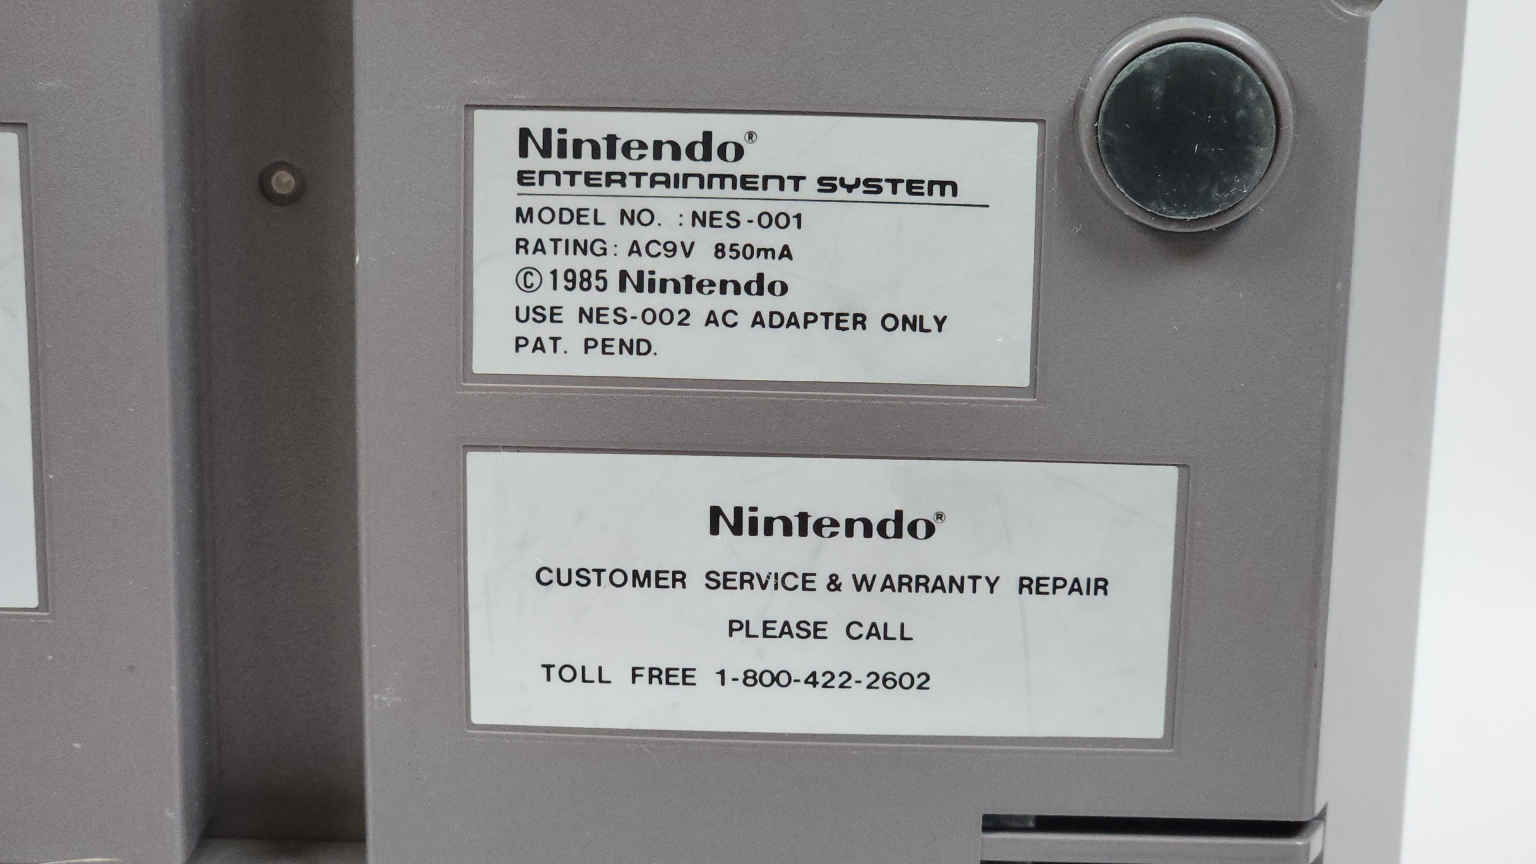 Nintendo®
ENTERTAINMENT SYSTEM
MODEL NO. : NES-001
RATING: AC9V 850mA
© 1985 Nintendo
USE NES-002 AC ADAPTER ONLY
PAT. PEND.
Nintendo®
CUSTOMER SERVICE & WARRANTY REPAIR
PLEASE CALL
TOLL FREE 1-800-422-2602